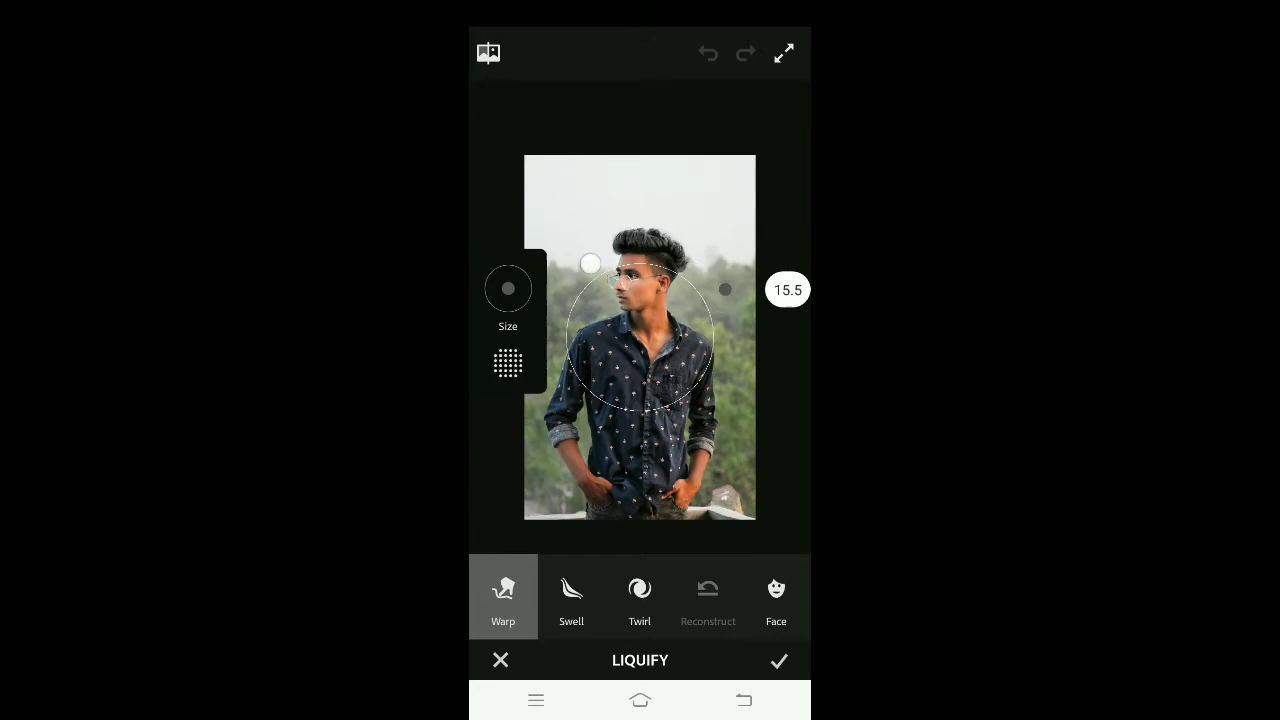 15.5
Size
Warp
Swell
Twirl
Reconstruct
Face
LIQUIFY